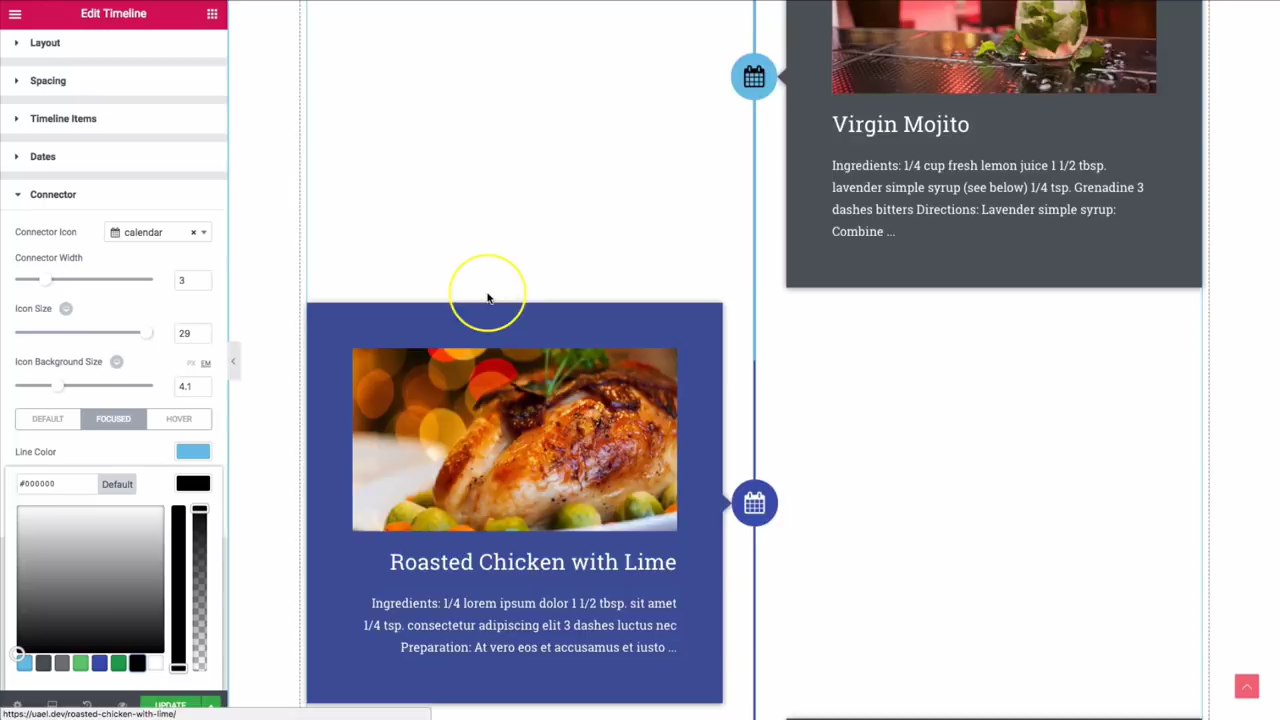 Edit Timeline
Layout
Spacing
Timeline Items
Dates
Connector
Connector Icon
calendar
Connector Width
3
Icon Size
29
Icon Background Size
PX EM
4.1
DEFAULT FOCUSED HOVER
Line Color
#000000 Default
UPDATE
https://uael.dev/roasted-chicken-with-lime/
Virgin Mojito
Ingredients: 1/4 cup fresh lemon juice 1 1/2 tbsp.
lavender simple syrup (see below) 1/4 tsp. Grenadine 3
dashes bitters Directions: Lavender simple syrup:
Combine ...
Roasted Chicken with Lime
Ingredients: 1/4 lorem ipsum dolor 1 1/2 tbsp. sit amet
1/4 tsp. consectetur adipiscing elit 3 dashes luctus nec
Preparation: At vero eos et accusamus et iusto ...